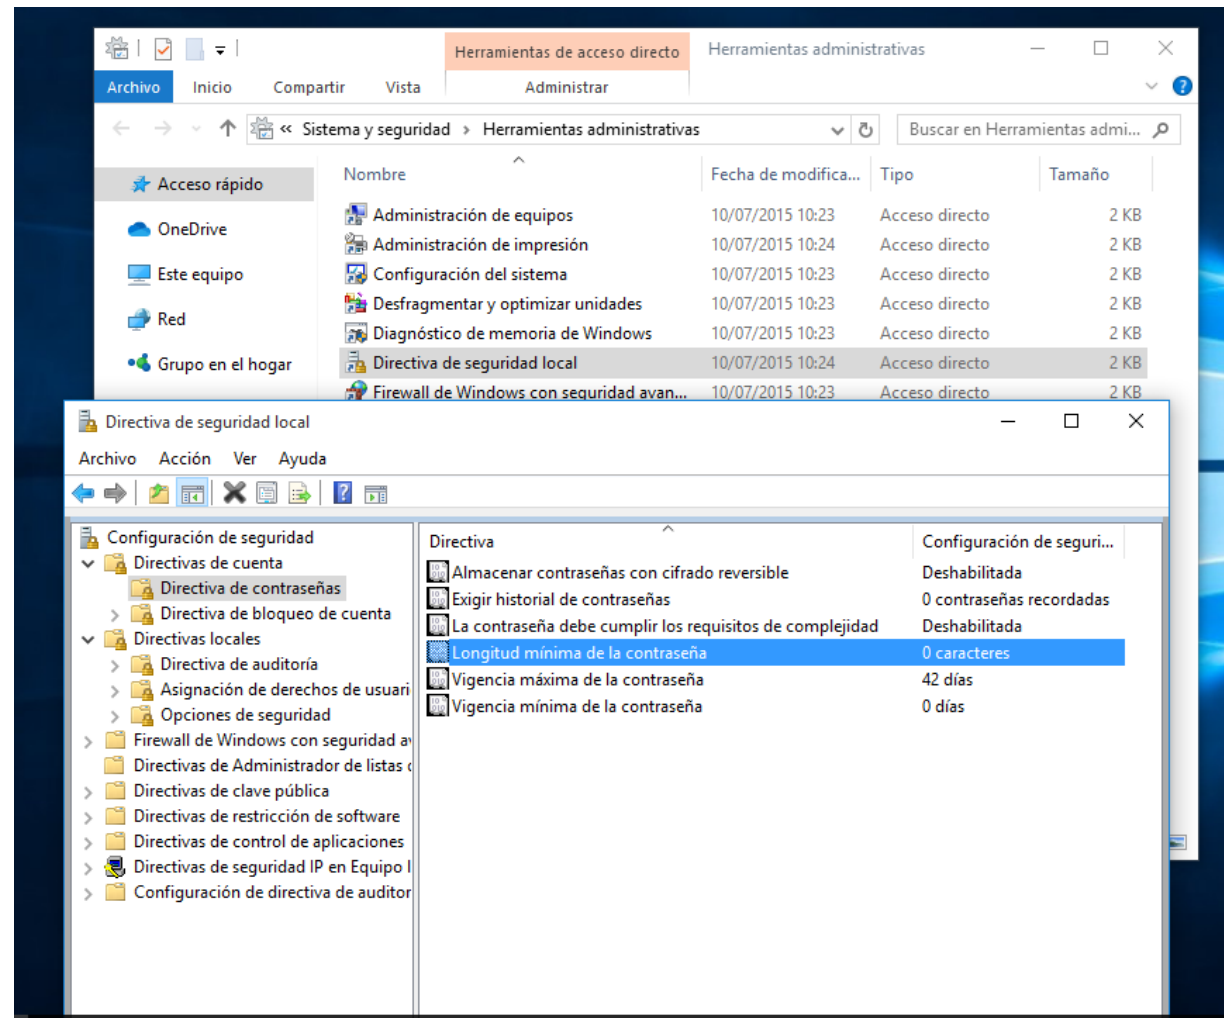 Herramientas de acceso directo
Herramientas administrativas
Archivo Inicio Compartir Vista Administrar
« Sistema y seguridad › Herramientas administrativas
Buscar en Herramientas admi...
Nombre Fecha de modifica... Tipo Tamaño
Acceso rápido
OneDrive
Este equipo
Red
Grupo en el hogar
Administración de equipos 10/07/2015 10:23 Acceso directo 2 KB
Administración de impresión 10/07/2015 10:24 Acceso directo 2 KB
Configuración del sistema 10/07/2015 10:23 Acceso directo 2 KB
Desfragmentar y optimizar unidades 10/07/2015 10:23 Acceso directo 2 KB
Diagnóstico de memoria de Windows 10/07/2015 10:23 Acceso directo 2 KB
Directiva de seguridad local 10/07/2015 10:24 Acceso directo 2 KB
Firewall de Windows con seguridad avan... 10/07/2015 10:23 Acceso directo 2 KB
Directiva de seguridad local
Archivo Acción Ver Ayuda
Configuración de seguridad
Directivas de cuenta
Directiva de contraseñas
Directiva de bloqueo de cuenta
Directivas locales
Directiva de auditoría
Asignación de derechos de usuari
Opciones de seguridad
Firewall de Windows con seguridad a
Directivas de Administrador de listas
Directivas de clave pública
Directivas de restricción de software
Directivas de control de aplicaciones
Directivas de seguridad IP en Equipo
Configuración de directiva de auditor
Directiva Configuración de seguri...
Almacenar contraseñas con cifrado reversible Deshabilitada
Exigir historial de contraseñas 0 contraseñas recordadas
La contraseña debe cumplir los requisitos de complejidad Deshabilitada
Longitud mínima de la contraseña 0 caracteres
Vigencia máxima de la contraseña 42 días
Vigencia mínima de la contraseña 0 días